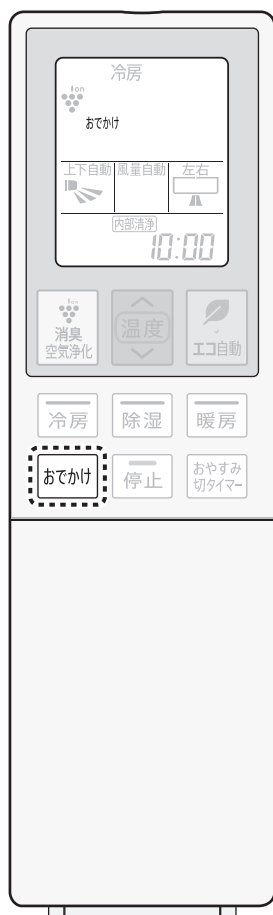 冷房
Ion
おでかけ
上下自動 風量自動 左右
内部清浄
10:00
Ion
消臭
空気浄化
温度
エコ自動
冷房 除湿 暖房
おでかけ 停止 おやすみ
切タイマー